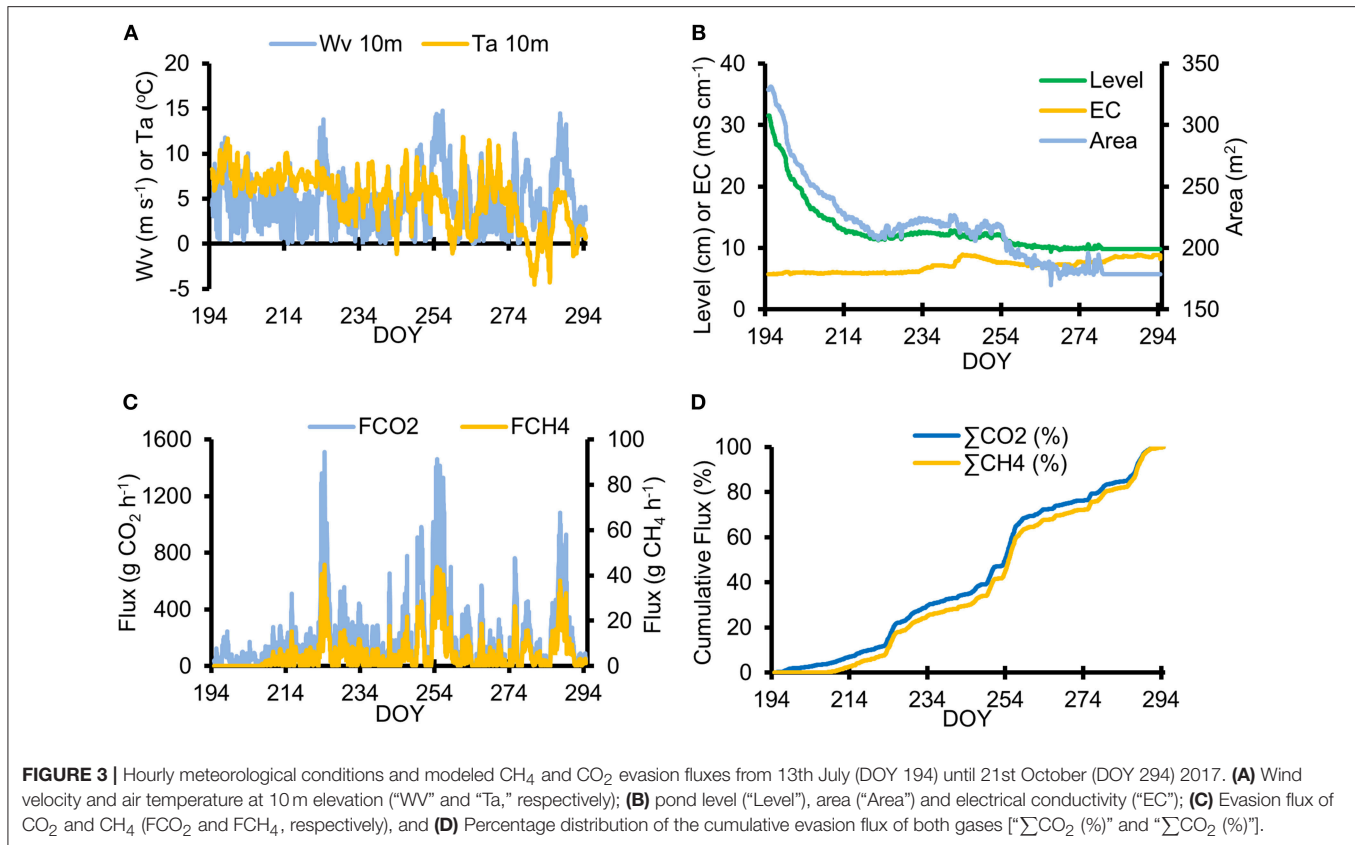 A
Wv 10m Ta 10m
Wv (m s⁻¹) or Ta (ºC)
20
15
10
5
0
-5
194 214 234 254 274 294
DOY
B
Level
EC
Area
Level (cm) or EC (mS cm⁻¹)
40
30
20
10
0
350
300
250
200
150
Area (m²)
194 214 234 254 274 294
DOY
C
FCO2 FCH4
Flux (g CO₂ h⁻¹)
1600
1200
800
400
0
100
80
60
40
20
0
Flux (g CH₄ h⁻¹)
194 214 234 254 274 294
DOY
D
∑CO2 (%)
∑CH4 (%)
Cumulative Flux (%)
100
80
60
40
20
0
194 214 234 254 274 294
DOY
FIGURE 3 | Hourly meteorological conditions and modeled CH₄ and CO₂ evasion fluxes from 13th July (DOY 194) until 21st October (DOY 294) 2017. (A) Wind
velocity and air temperature at 10 m elevation (“WV” and “Ta,” respectively); (B) pond level (“Level”), area (“Area”) and electrical conductivity (“EC”); (C) Evasion flux of
CO₂ and CH₄ (FCO₂ and FCH₄, respectively), and (D) Percentage distribution of the cumulative evasion flux of both gases [“∑CO₂ (%)” and “∑CO₂ (%)”].